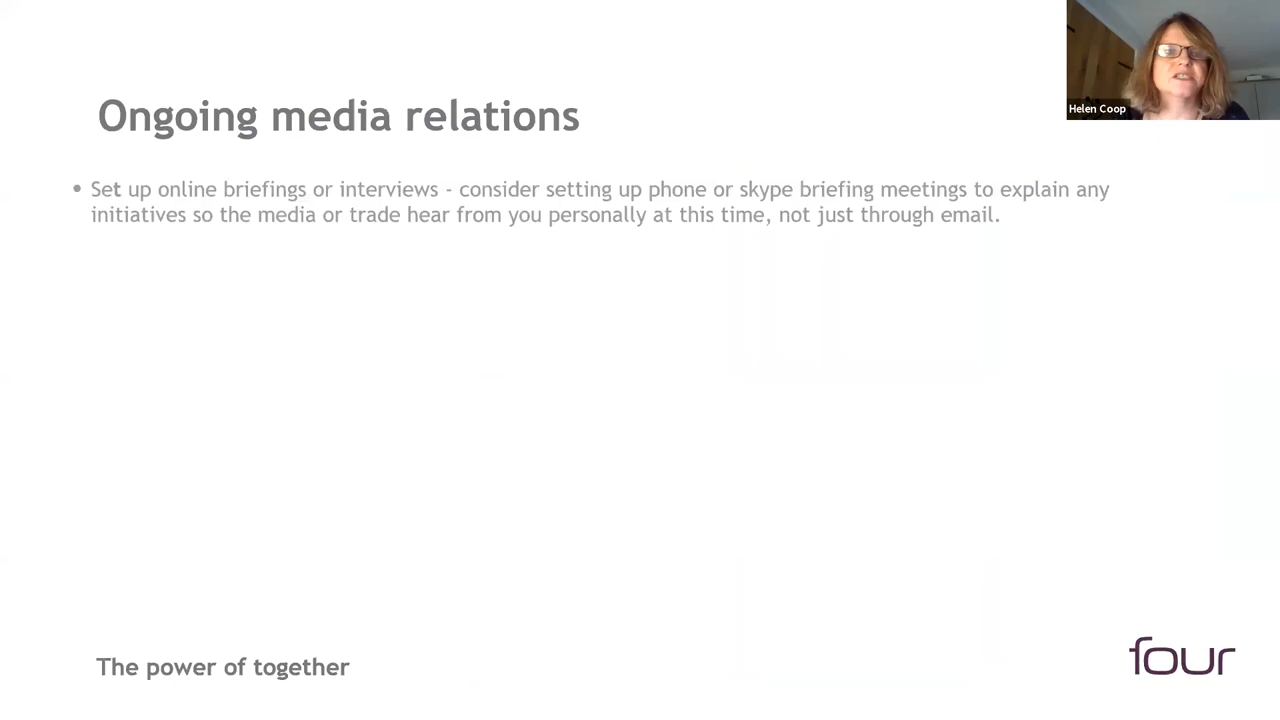 Helen Coop
Ongoing media relations
• Set up online briefings or interviews - consider setting up phone or skype briefing meetings to explain any
initiatives so the media or trade hear from you personally at this time, not just through email.
The power of together
four